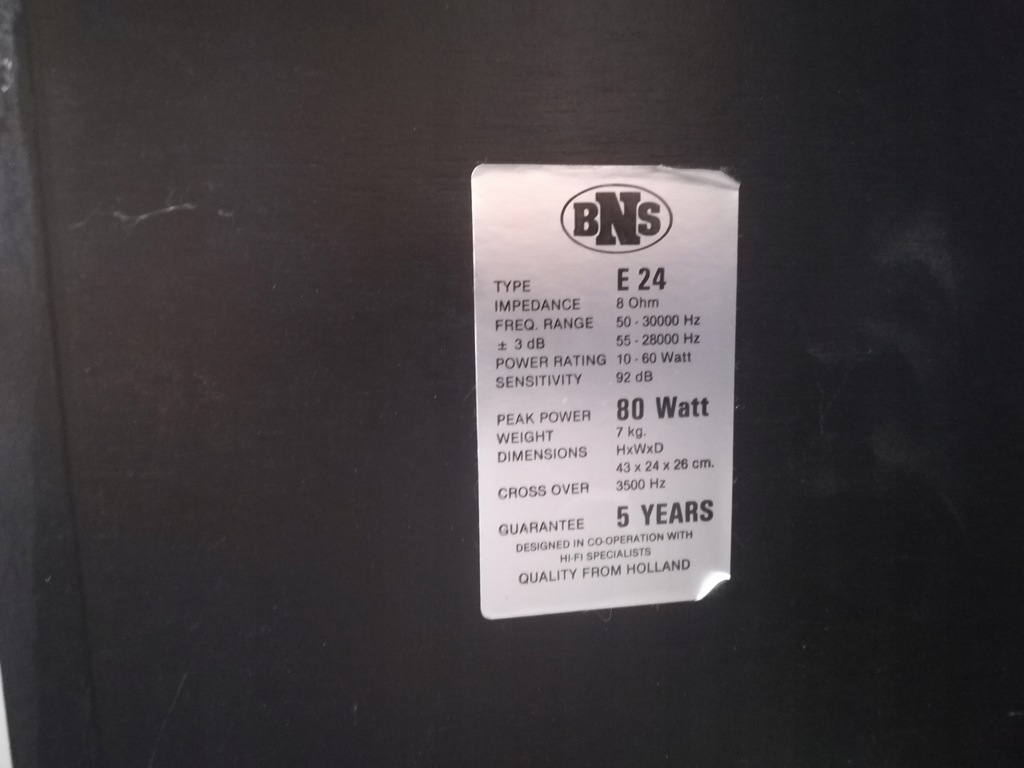 BNS
TYPE E 24
IMPEDANCE 8 Ohm
FREQ. RANGE 50 - 30000 Hz
± 3 dB 55 - 28000 Hz
POWER RATING 10 - 60 Watt
SENSITIVITY 92 dB
PEAK POWER 80 Watt
WEIGHT 7 kg.
DIMENSIONS HxWxD
43 x 24 x 26 cm.
CROSS OVER 3500 Hz
GUARANTEE 5 YEARS
DESIGNED IN CO-OPERATION WITH
HI-FI SPECIALISTS
QUALITY FROM HOLLAND